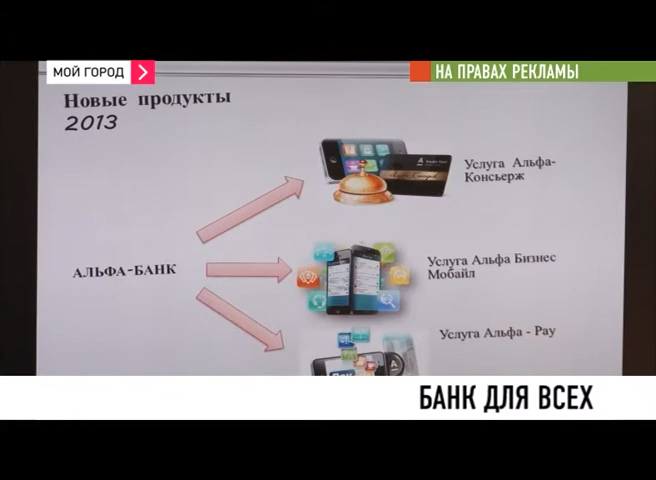 МОЙ ГОРОД
НА ПРАВАХ РЕКЛАМЫ
Новые продукты
2013
Услуга Альфа-
Консьерж
АЛЬФА-БАНК
Услуга Альфа Бизнес
Мобайл
Услуга Альфа - Pay
БАНК ДЛЯ ВСЕХ